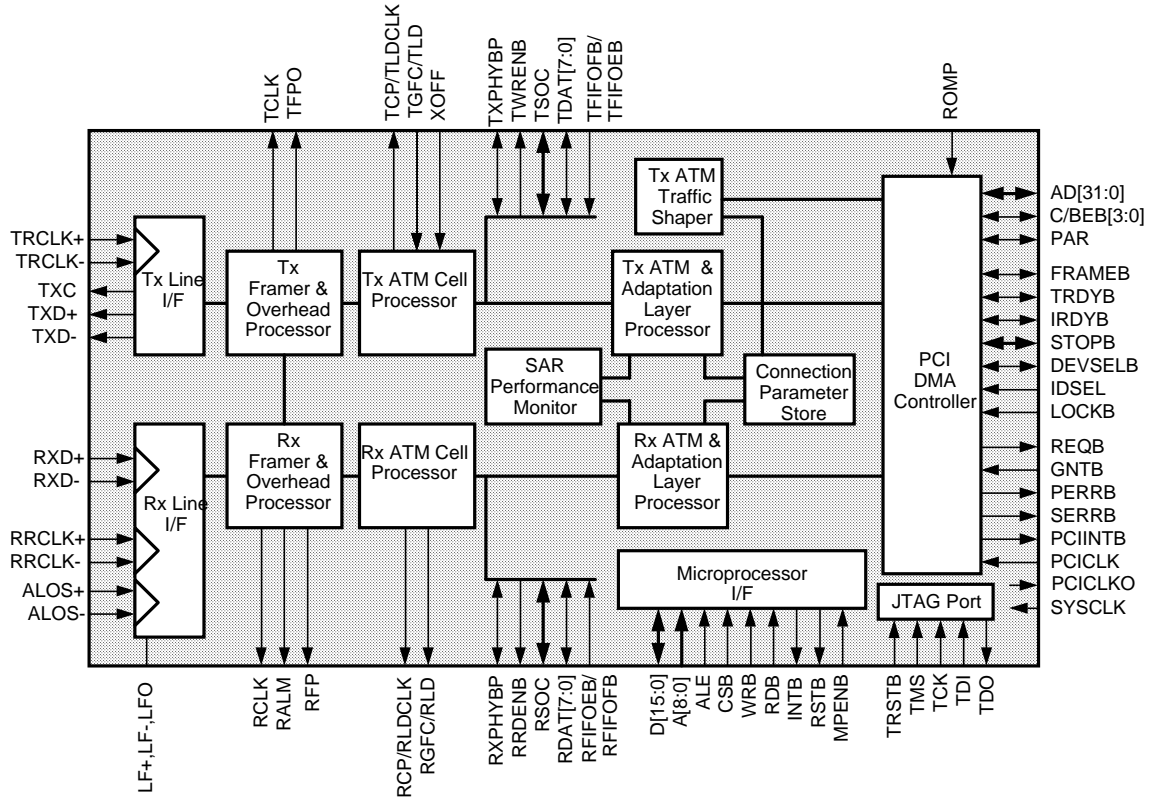 TCLK
TFPO
TCP/TLDCLK
TGFC/TLD
XOFF
TXPHYBP
TWRENB
TSOC
TDAT[7:0]
TFIFOFB/
TFIFOEB
ROMP
TRCLK+
TRCLK-
TXC
TXD+
TXD-
Tx Line
I/F
Tx
Framer &
Overhead
Processor
Tx ATM Cell
Processor
Tx ATM
Traffic
Shaper
Tx ATM &
Adaptation
Layer
Processor
SAR
Performance
Monitor
Connection
Parameter
Store
PCI
DMA
Controller
AD[31:0]
C/BEB[3:0]
PAR
FRAMEB
TRDYB
IRDYB
STOPB
DEVSELB
IDSEL
LOCKB
REQB
GNTB
PERRB
SERRB
PCIINTB
PCICLK
PCICLKO
SYSCLK
RXD+
RXD-
RRCLK+
RRCLK-
ALOS+
ALOS-
Rx Line
I/F
Rx
Framer &
Overhead
Processor
Rx ATM Cell
Processor
Rx ATM &
Adaptation
Layer
Processor
Microprocessor
I/F
JTAG Port
LF+,LF-,LFO
RCLK
RALM
RFP
RCP/RLDCLK
RGFC/RLD
RXPHYBP
RRDENB
RSOC
RDAT[7:0]
RFIFOEB/
RFIFOFB
D[15:0]
A[8:0]
ALE
CSB
WRB
RDB
INTB
RSTB
MPENB
TRSTB
TMS
TCK
TDI
TDO